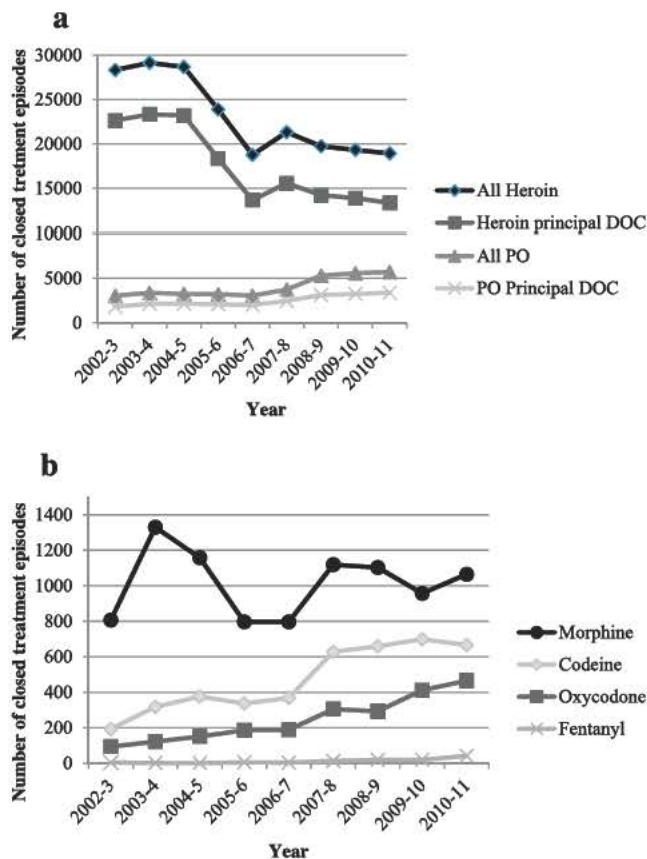 a
30000
25000
20000
15000
10000
5000
0
Number of closed tretment episodes
2002-3
2003-4
2004-5
2005-6
2006-7
2007-8
2008-9
2009-10
2010-11
Year
All Heroin
Heroin principal DOC
All PO
PO Principal DOC
b
1400
1200
1000
800
600
400
200
0
Number of closed treatment episodes
2002-3
2003-4
2004-5
2005-6
2006-7
2007-8
2008-9
2009-10
2010-11
Year
Morphine
Codeine
Oxycodone
Fentanyl